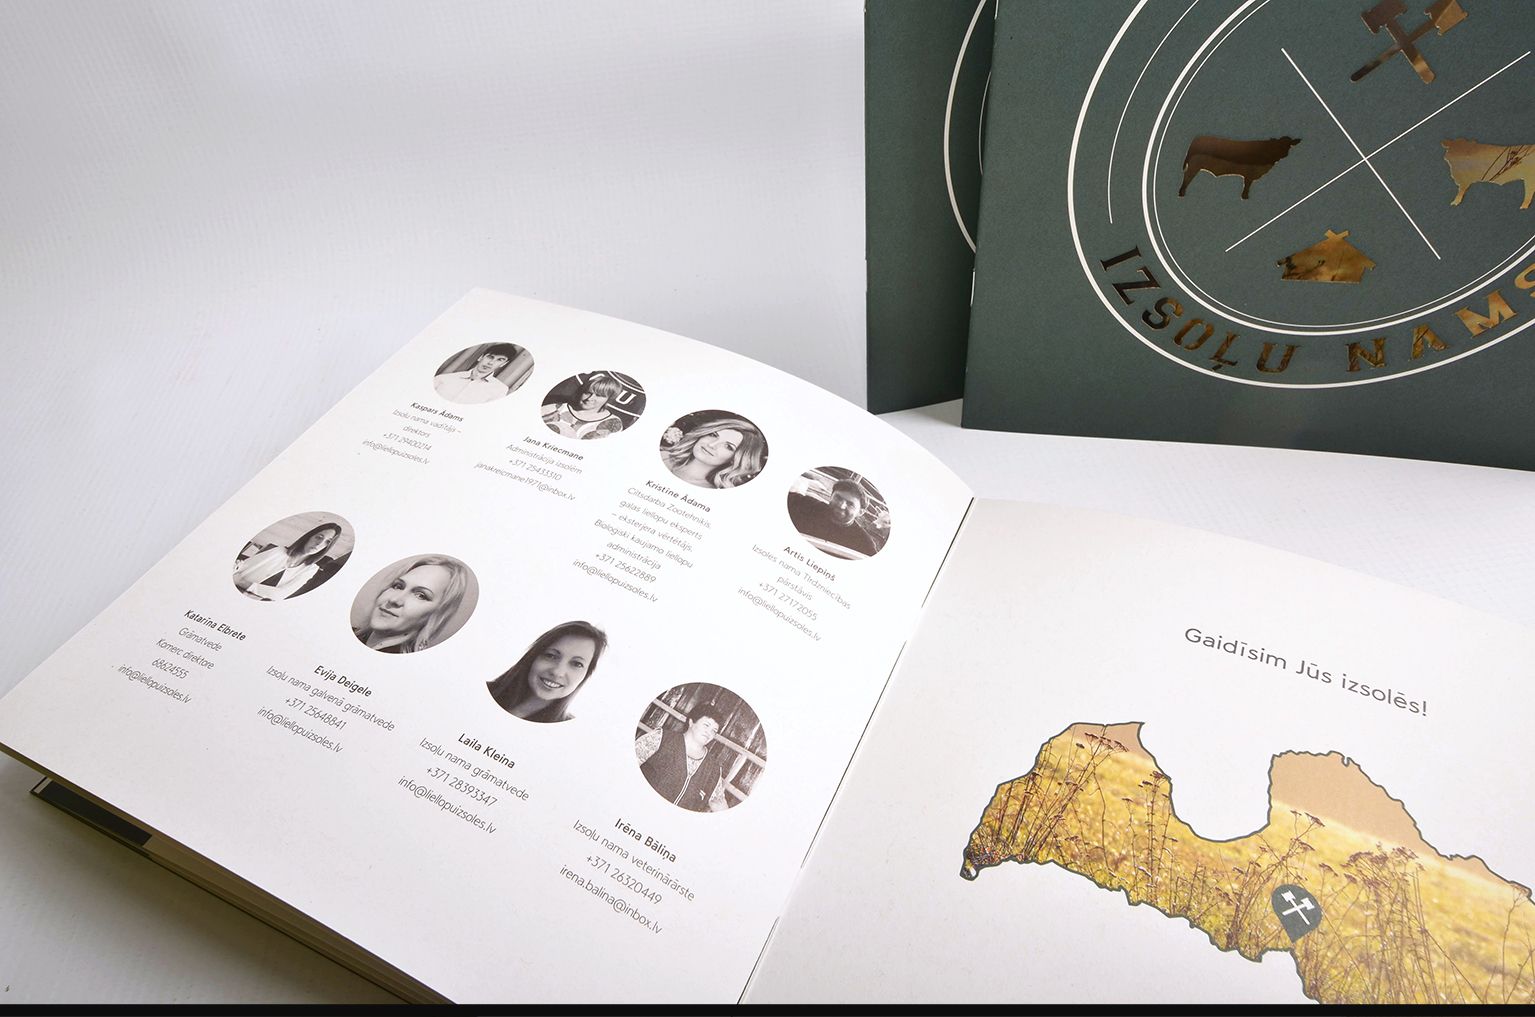 IZSOĻU NAMS
U
Kaspars Ādams
Izsoļu nama vadītājs –
direktors
+371 29400214
info@liellopuizsoles.lv
Jana Kriecmane
Administrācija izsolēm
+371 25433310
janakreicmane1971@inbox.lv
Kristīne Ādama
Ciltsdarba Zootehniķis,
gaļas liellopu eksperts
– eksterjera vērtētājs.
Bioloģiski kaujamo liellopu
administrācija
+371 25622889
info@liellopuizsoles.lv
Artis Liepiņš
Izsoles nama Tirdzniecības
pārstāvis
+371 27172055
info@liellopuizsoles.lv
Katarīna Elbrete
Grāmatvede
Komerc direktore
68624555
info@liellopuizsoles.lv
Evija Deigele
Izsoļu nama galvenā grāmatvede
+371 25648841
info@liellopuizsoles.lv
Laila Kleina
Izsoļu nama grāmatvede
+371 28393347
info@liellopuizsoles.lv
Irēna Bāliņa
Izsoļu nama veterinārārste
+371 26320449
irena.balina@inbox.lv
Gaidīsim Jūs izsolēs!